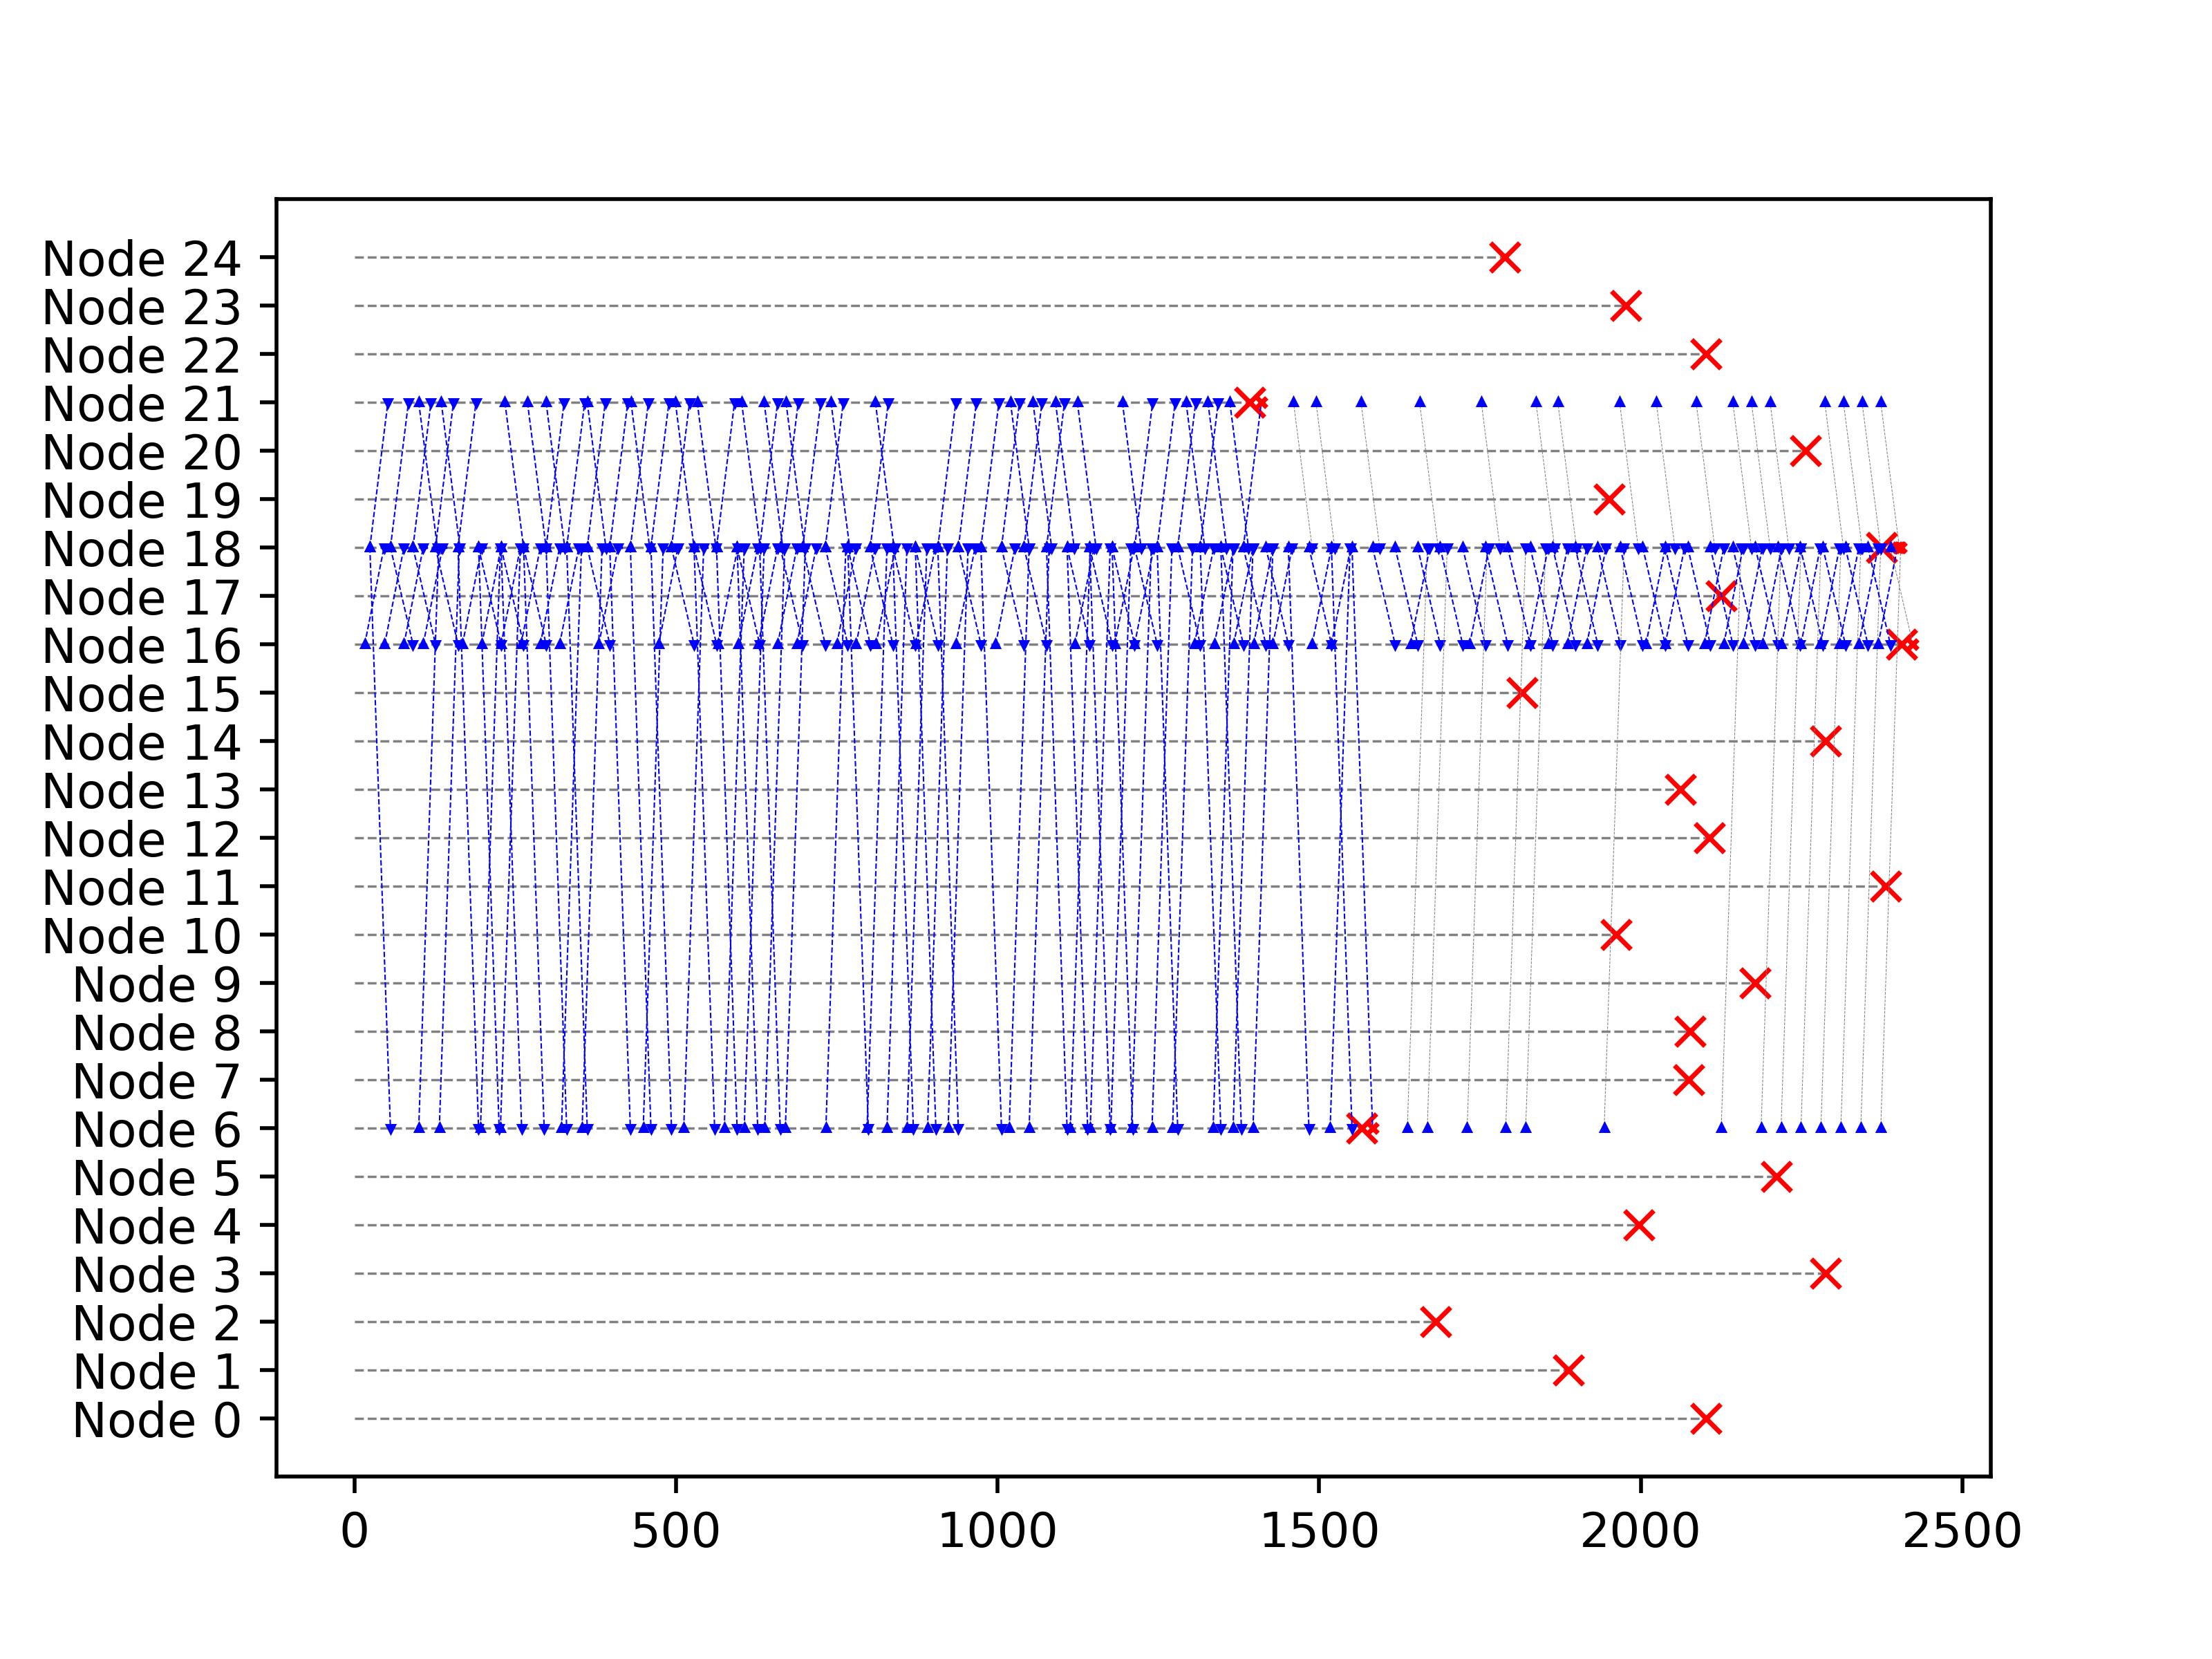 Node 24
Node 23
Node 22
Node 21
Node 20
Node 19
Node 18
Node 17
Node 16
Node 15
Node 14
Node 13
Node 12
Node 11
Node 10
Node 9
Node 8
Node 7
Node 6
Node 5
Node 4
Node 3
Node 2
Node 1
Node 0
0 500 1000 1500 2000 2500